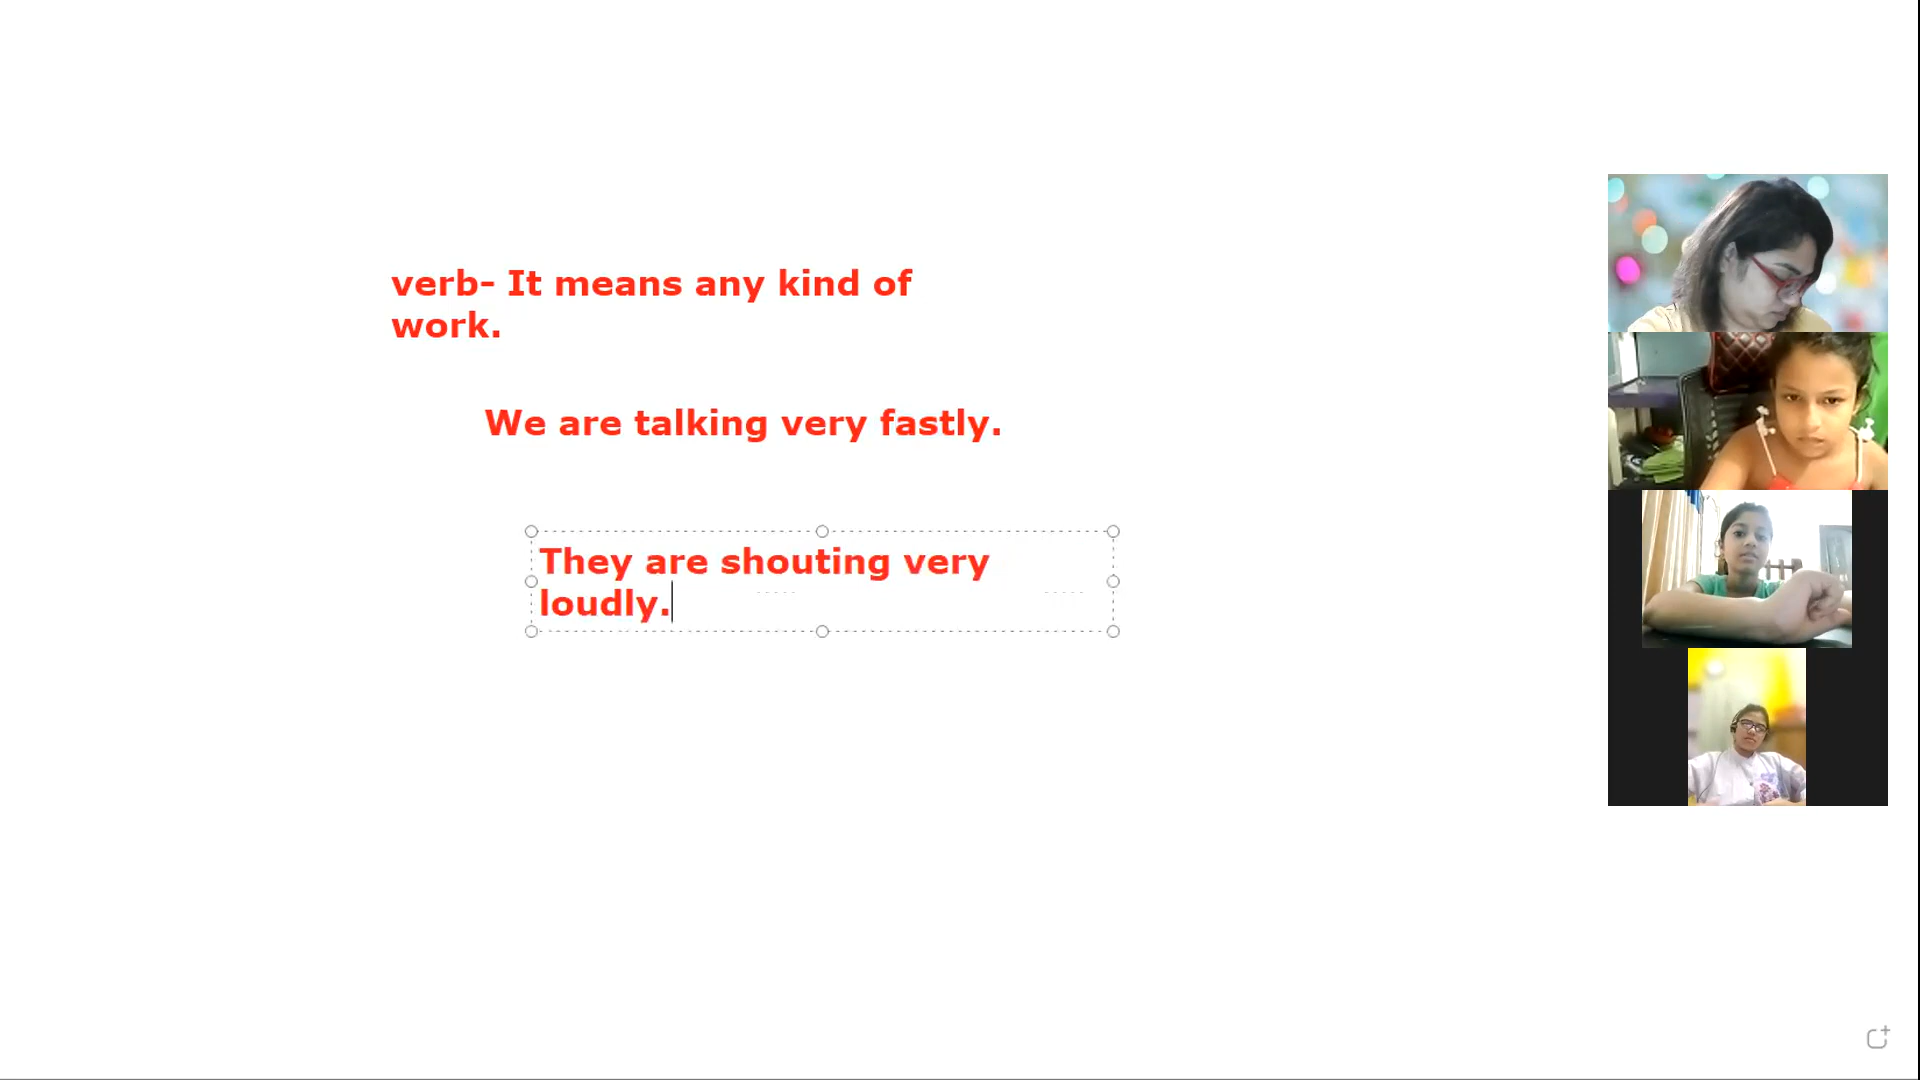 verb- It means any kind of
work.
We are talking very fastly.
They are shouting very
loudly.